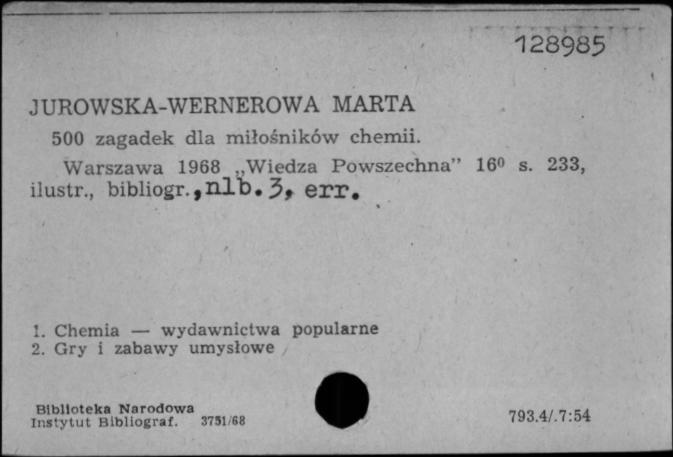 128985
JUROWSKA-WERNEROWA MARTA
500 zagadek dla miłośników chemii.
Warszawa 1968 „Wiedza Powszechna” 16⁰ s. 233,
ilustr., bibliogr., nlb. 3, err.
1. Chemia — wydawnictwa popularne
2. Gry i zabawy umysłowe
Biblioteka Narodowa
Instytut Bibliograf. 3751/68
793.4/.7:54